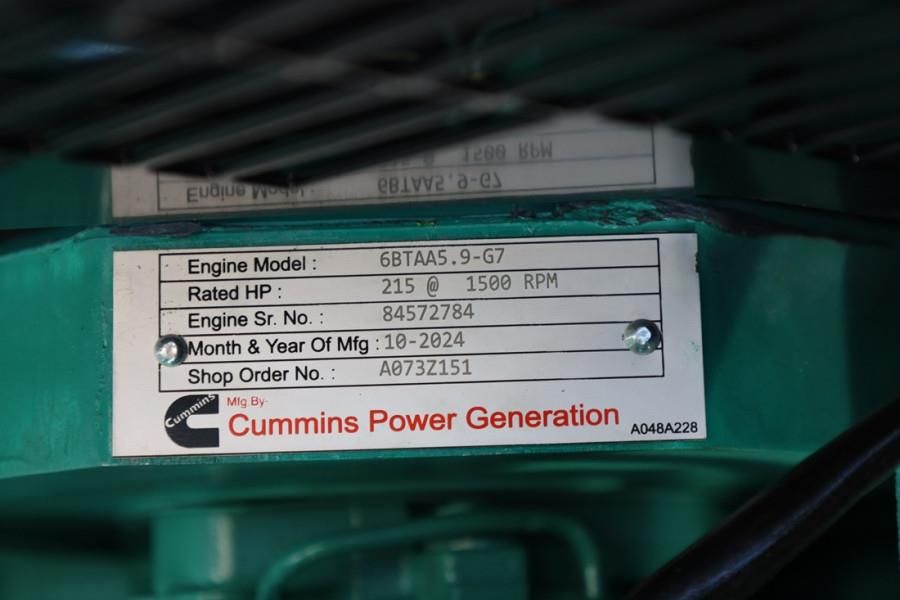 Engine Model : 6BTAA5.9-G7
Rated HP : 215 @ 1500 RPM
Engine Sr. No. : 84572784
Month & Year Of Mfg : 10-2024
Shop Order No. : A073Z151
Cummins
Mfg.By-
Cummins Power Generation
A048A228